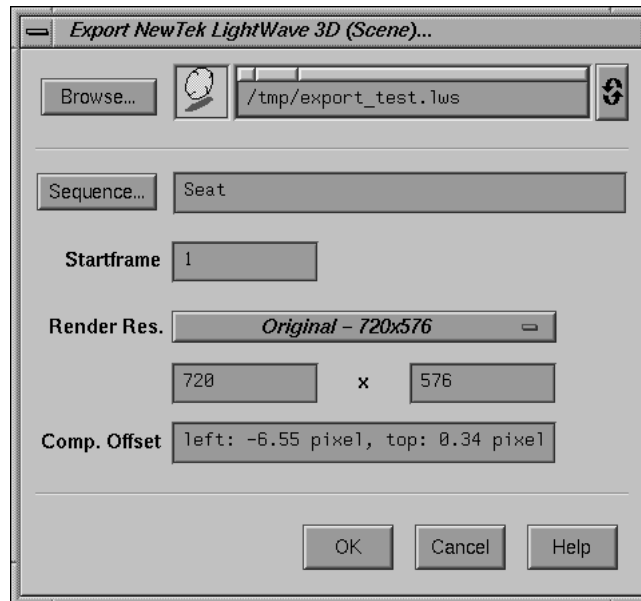 Export NewTek LightWave 3D (Scene)...
Browse... /tmp/export_test.lws
Sequence... Seat
Startframe 1
Render Res. Original – 720x576
720 x 576
Comp. Offset left: -6.55 pixel, top: 0.34 pixel
OK Cancel Help